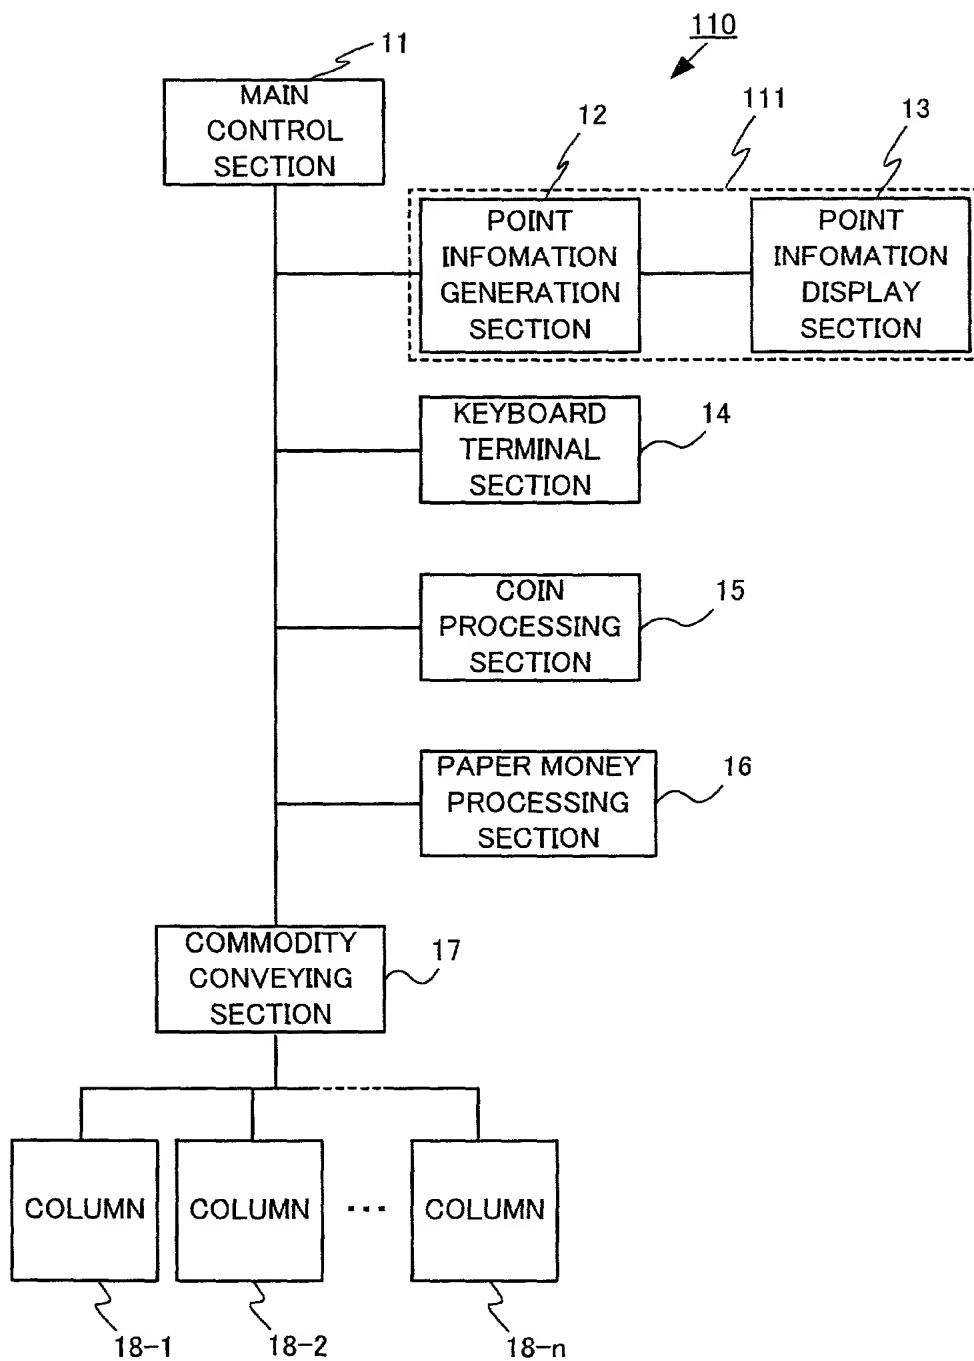 110
11
MAIN
CONTROL
SECTION
12
111
13
POINT
INFOMATION
GENERATION
SECTION
POINT
INFOMATION
DISPLAY
SECTION
KEYBOARD
TERMINAL
SECTION
14
COIN
PROCESSING
SECTION
15
PAPER MONEY
PROCESSING
SECTION
16
COMMODITY
CONVEYING
SECTION
17
COLUMN
COLUMN
...
COLUMN
18-1
18-2
18-n